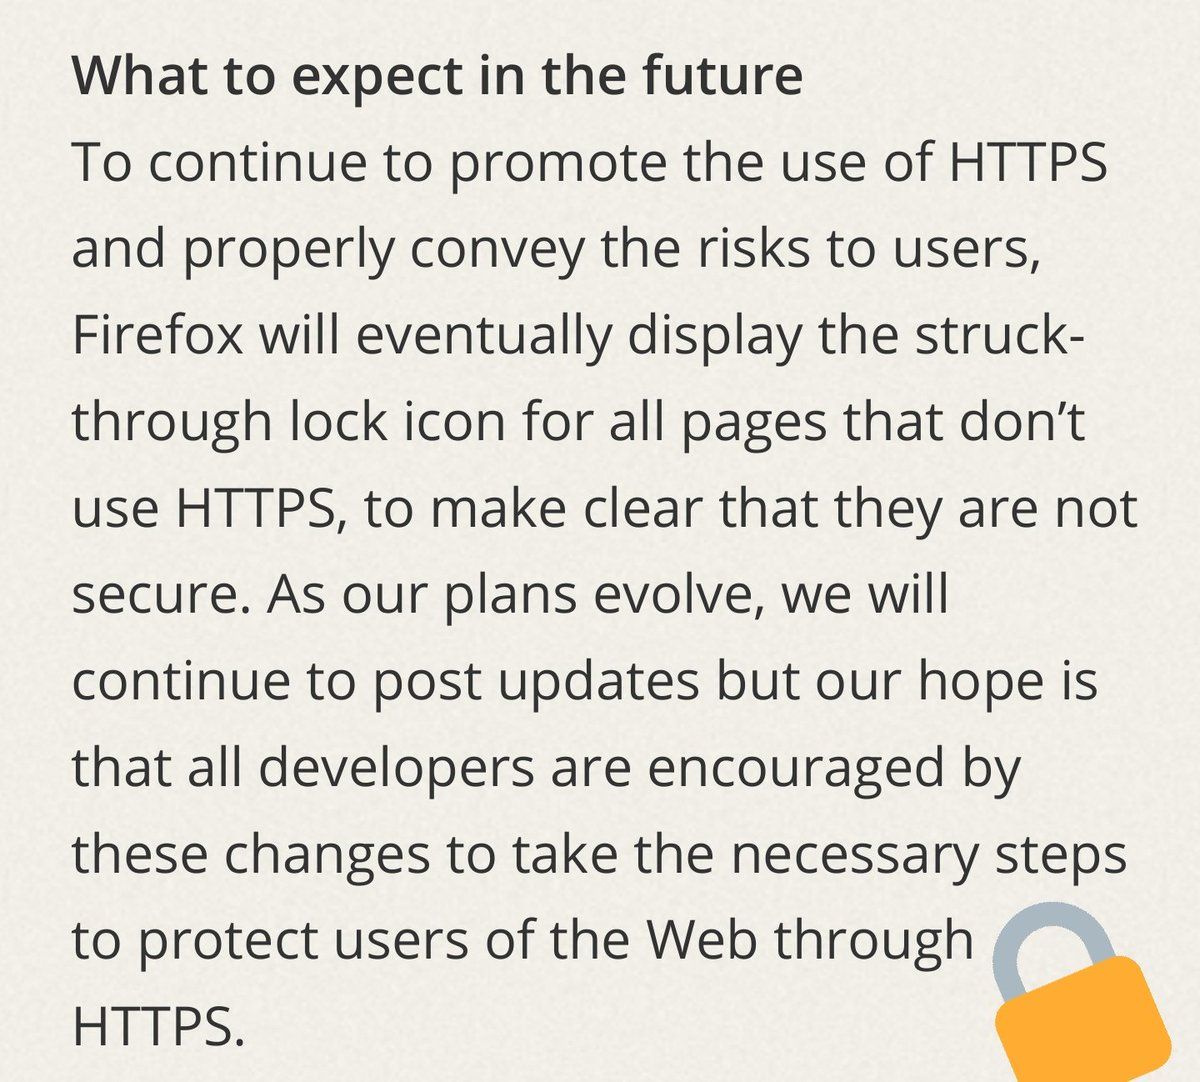 What to expect in the future
To continue to promote the use of HTTPS
and properly convey the risks to users,
Firefox will eventually display the struck-
through lock icon for all pages that don’t
use HTTPS, to make clear that they are not
secure. As our plans evolve, we will
continue to post updates but our hope is
that all developers are encouraged by
these changes to take the necessary steps
to protect users of the Web through
HTTPS.